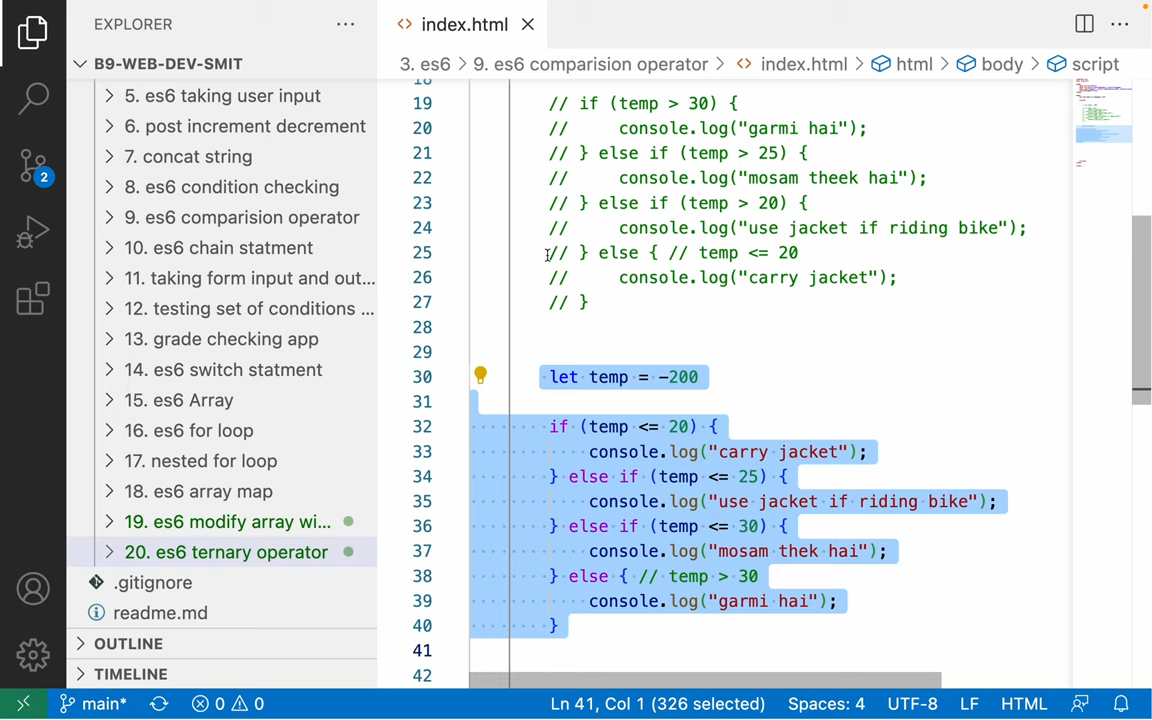 EXPLORER
B9-WEB-DEV-SMIT
5. es6 taking user input
6. post increment decrement
7. concat string
8. es6 condition checking
9. es6 comparision operator
10. es6 chain statment
11. taking form input and out...
12. testing set of conditions ...
13. grade checking app
14. es6 switch statment
15. es6 Array
16. es6 for loop
17. nested for loop
18. es6 array map
19. es6 modify array wi...
20. es6 ternary operator
.gitignore
readme.md
OUTLINE
TIMELINE
index.html
3. es6 > 9. es6 comparision operator > index.html > html > body > script
18
19 // if (temp > 30) {
20 // console.log("garmi hai");
21 // } else if (temp > 25) {
22 // console.log("mosam theek hai");
23 // } else if (temp > 20) {
24 // console.log("use jacket if riding bike");
25 // } else { // temp <= 20
26 // console.log("carry jacket");
27 // }
28
29
30 let temp = -200
31
32 if (temp <= 20) {
33 console.log("carry jacket");
34 } else if (temp <= 25) {
35 console.log("use jacket if riding bike");
36 } else if (temp <= 30) {
37 console.log("mosam thek hai");
38 } else { // temp > 30
39 console.log("garmi hai");
40 }
41
42
2
main* 0 0 Ln 41, Col 1 (326 selected) Spaces: 4 UTF-8 LF HTML